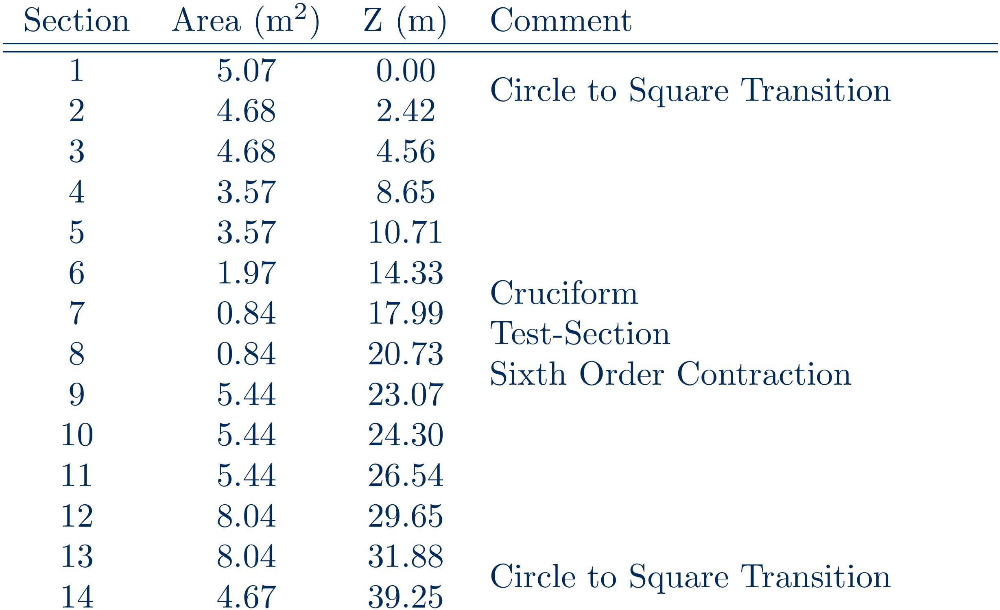 Section Area (m²) Z (m) Comment
1 5.07 0.00
Circle to Square Transition
2 4.68 2.42
3 4.68 4.56
4 3.57 8.65
5 3.57 10.71
6 1.97 14.33
Cruciform
7 0.84 17.99
Test-Section
8 0.84 20.73
Sixth Order Contraction
9 5.44 23.07
10 5.44 24.30
11 5.44 26.54
12 8.04 29.65
13 8.04 31.88
Circle to Square Transition
14 4.67 39.25